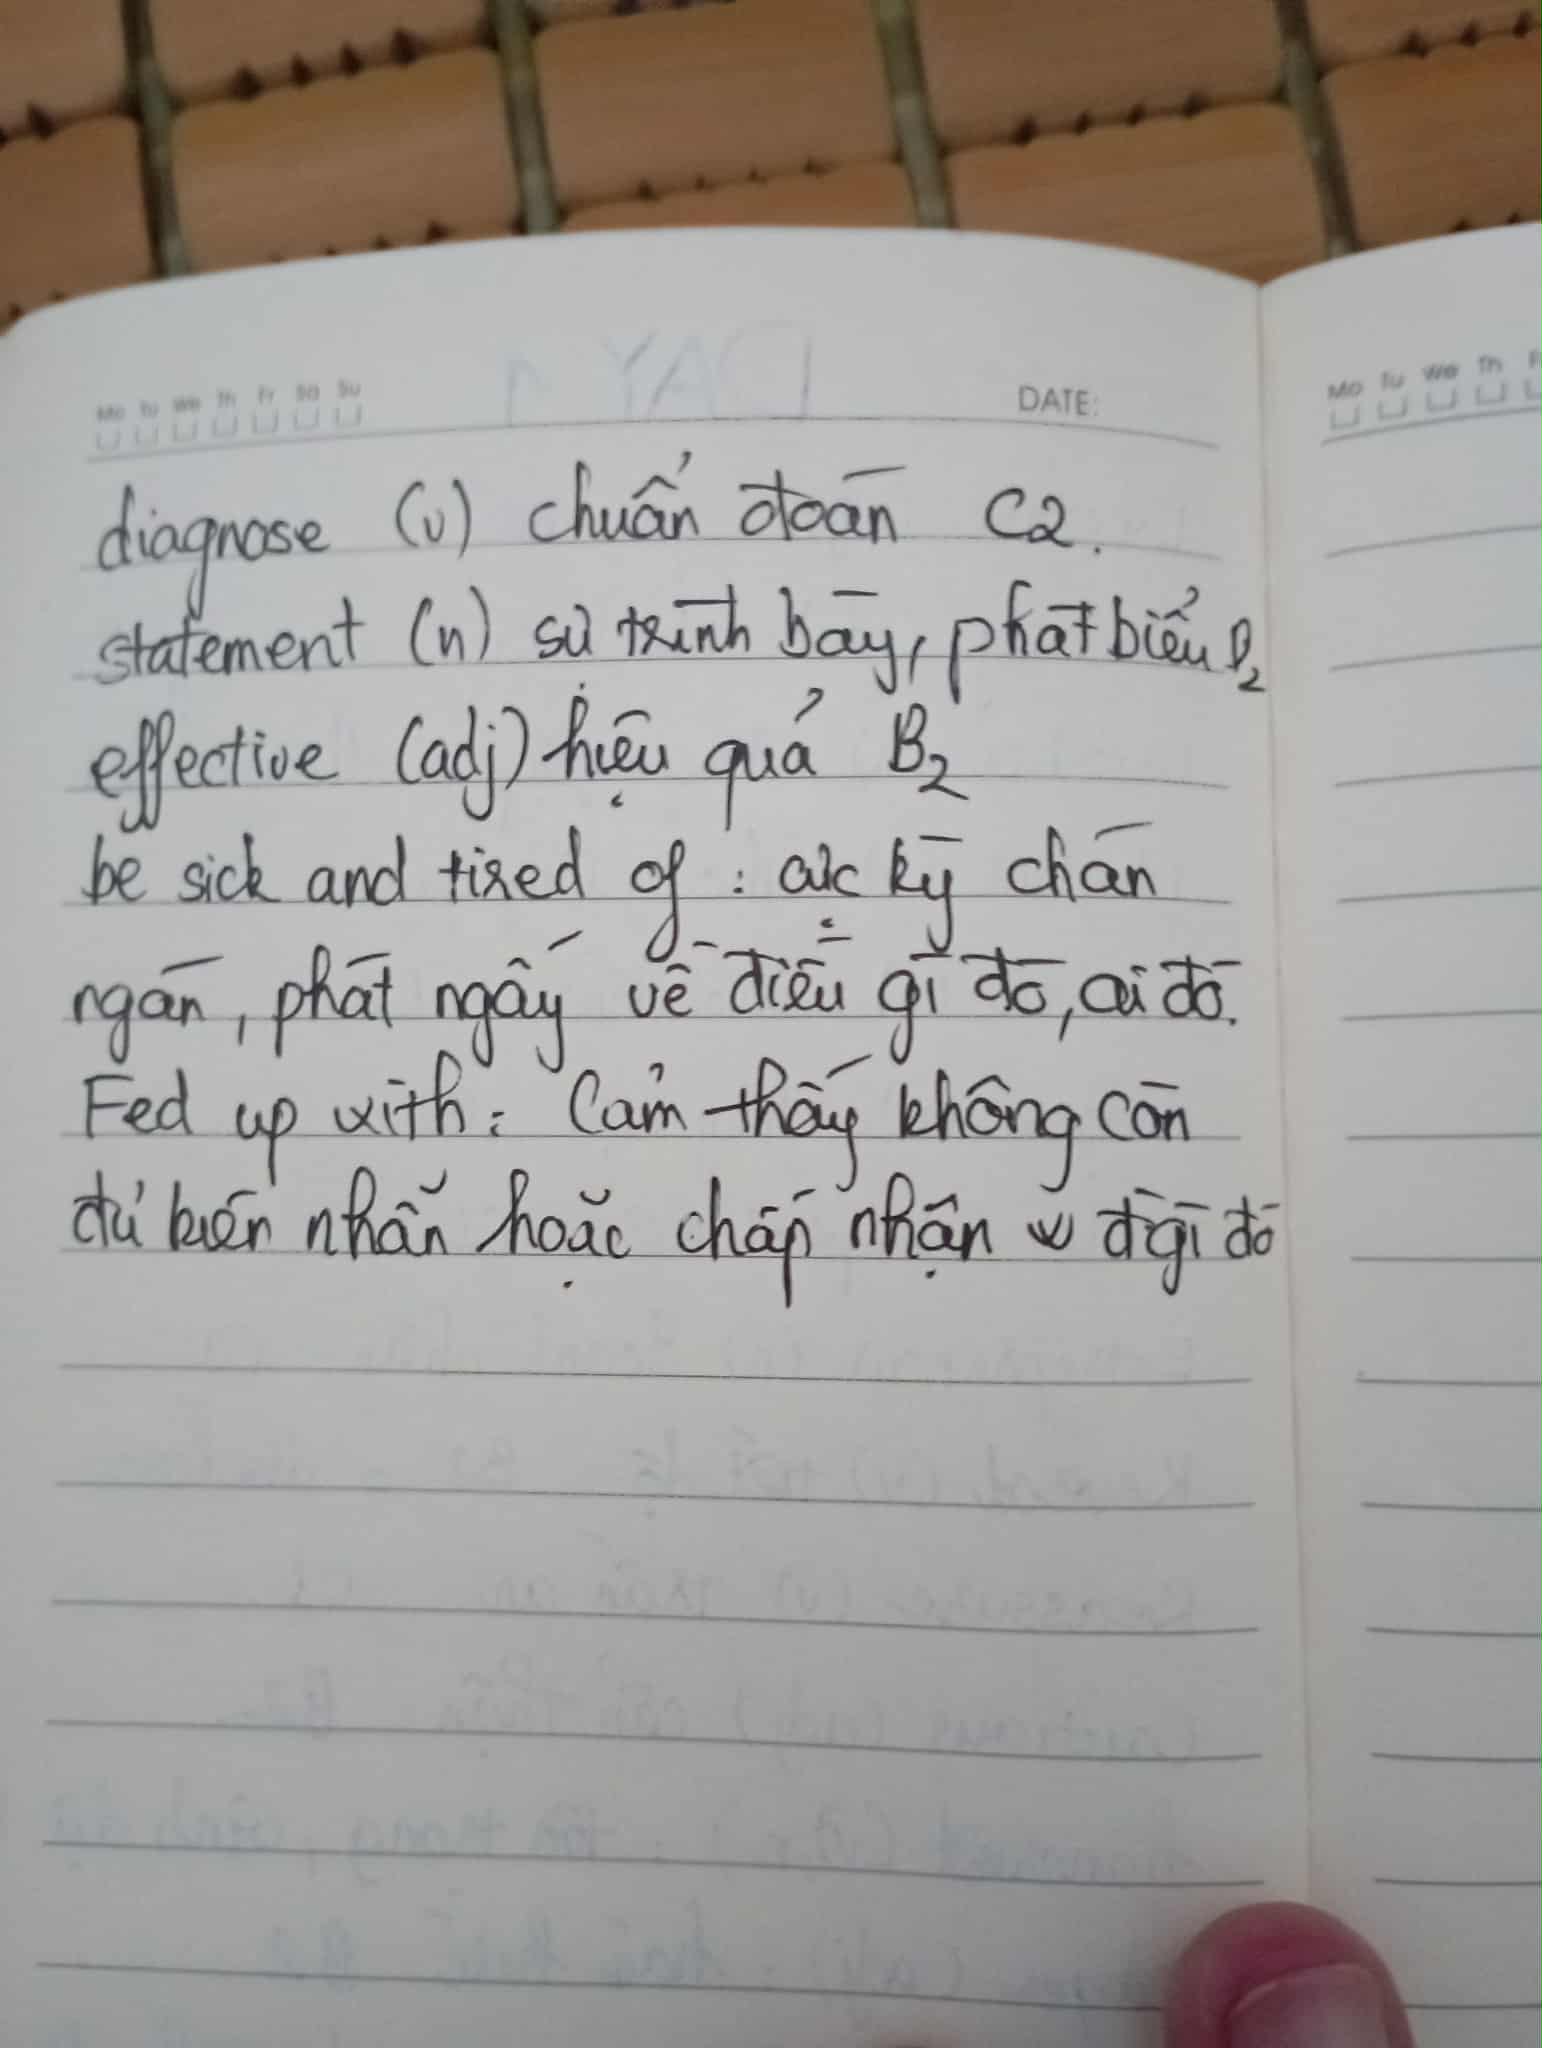 Mo Tu We Th Fr Sa Su DATE:
diagnose (v) chuẩn đoán C2.
statement (n) sự trình bày, phát biểu B2
effective (adj) hiệu quả B2
be sick and tired of : cực kỳ chán
ngán, phát ngấy về điều gì đó, ai đó.
Fed up with : Cảm thấy không còn
đủ kiên nhẫn hoặc chấp nhận đ gì đó
Mo Tu We Th